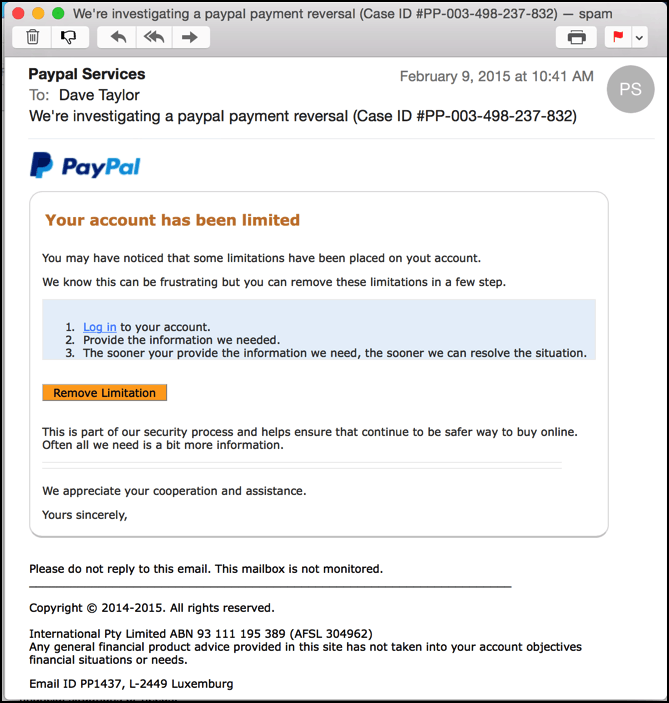 We're investigating a paypal payment reversal (Case ID #PP-003-498-237-832) — spam
Paypal Services
February 9, 2015 at 10:41 AM
PS
To: Dave Taylor
We're investigating a paypal payment reversal (Case ID #PP-003-498-237-832)
PayPal
Your account has been limited
You may have noticed that some limitations have been placed on yout account.
We know this can be frustrating but you can remove these limitations in a few step.
1. Log in to your account.
2. Provide the information we needed.
3. The sooner your provide the information we need, the sooner we can resolve the situation.
Remove Limitation
This is part of our security process and helps ensure that continue to be safer way to buy online.
Often all we need is a bit more information.
We appreciate your cooperation and assistance.
Yours sincerely,
Please do not reply to this email. This mailbox is not monitored.
Copyright © 2014-2015. All rights reserved.
International Pty Limited ABN 93 111 195 389 (AFSL 304962)
Any general financial product advice provided in this site has not taken into your account objectives
financial situations or needs.
Email ID PP1437, L-2449 Luxemburg